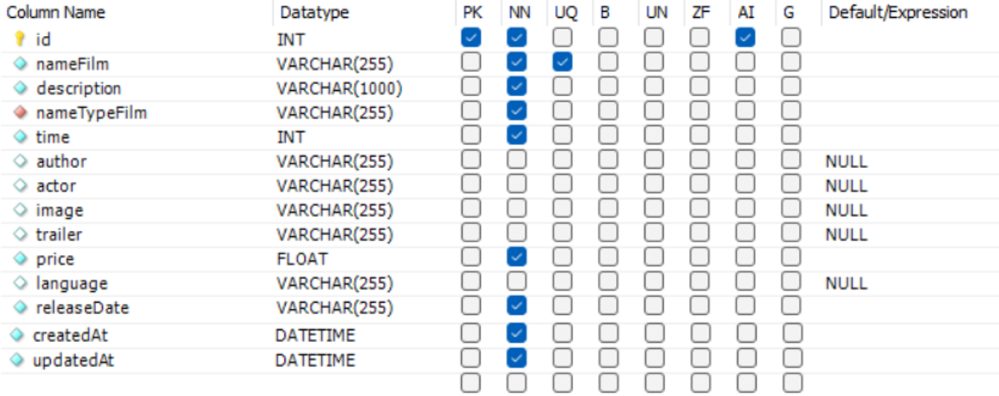 Column Name Datatype PK NN UQ B UN ZF AI G Default/Expression
id INT
nameFilm VARCHAR(255)
description VARCHAR(1000)
nameTypeFilm VARCHAR(255)
time INT
author VARCHAR(255) NULL
actor VARCHAR(255) NULL
image VARCHAR(255) NULL
trailer VARCHAR(255) NULL
price FLOAT
language VARCHAR(255) NULL
releaseDate VARCHAR(255)
createdAt DATETIME
updatedAt DATETIME